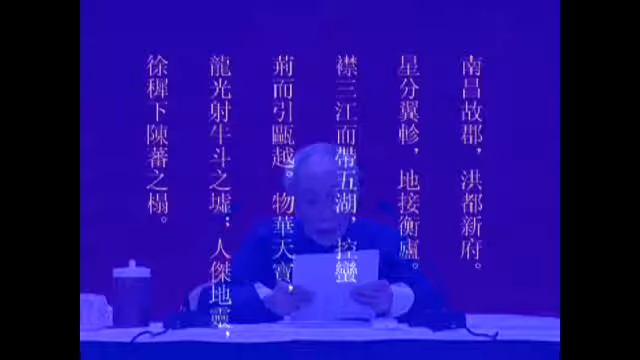 南昌故郡，洪都新府。
星分翼軫，地接衡廬。
襟三江而帶五湖，控蠻
荊而引甌越。物華天寶，
龍光射牛斗之墟；人傑地靈，
徐穉下陳蕃之榻。